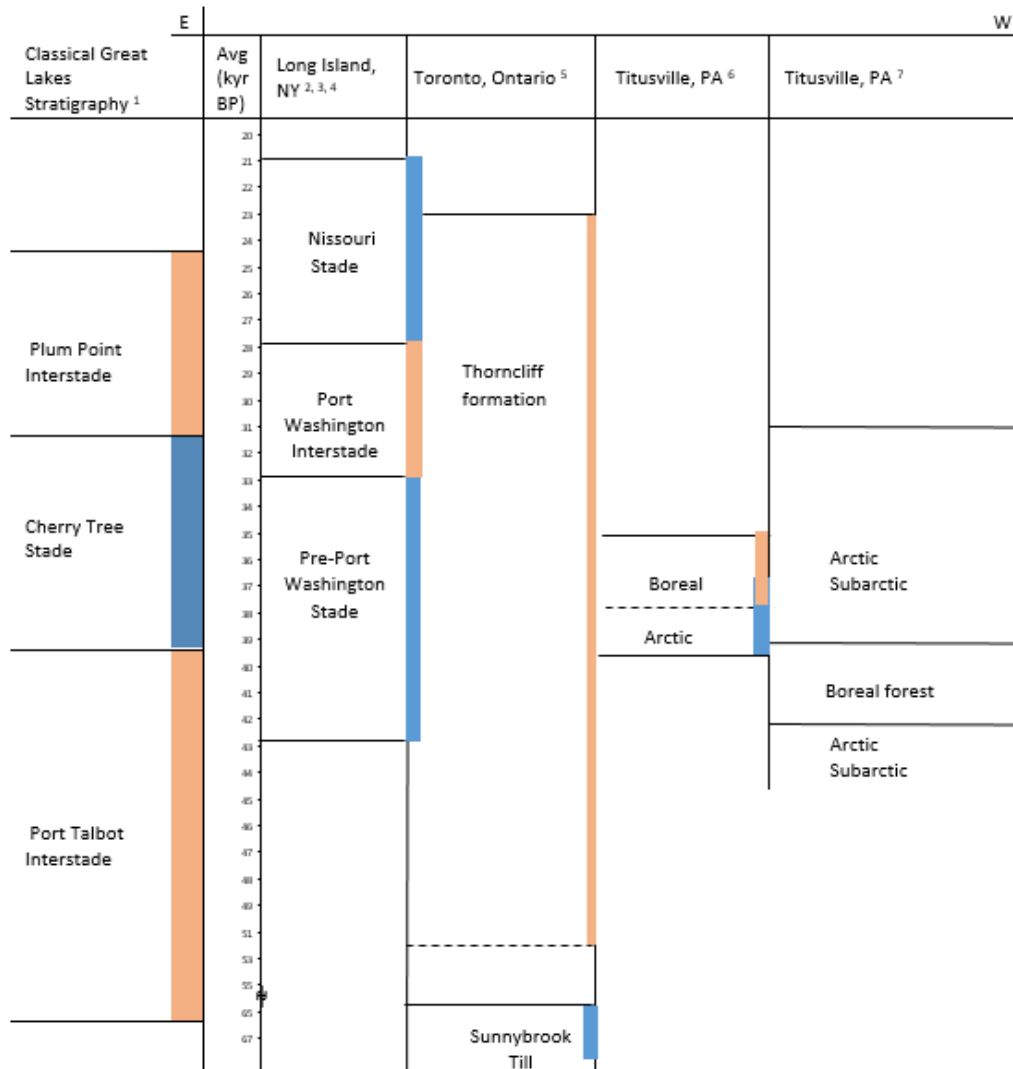 E
W
Classical Great
Lakes
Stratigraphy 1
Avg
(kyr
BP)
Long Island,
NY 2, 3, 4
Toronto, Ontario 5
Titusville, PA 6
Titusville, PA 7
20
21
22
23
24
25
26
27
28
29
30
31
32
33
34
35
36
37
38
39
40
41
42
43
44
45
46
47
48
49
51
53
55
65
67
Plum Point
Interstade
Cherry Tree
Stade
Port Talbot
Interstade
Nissouri
Stade
Port
Washington
Interstade
Pre-Port
Washington
Stade
Thorncliff
formation
Sunnybrook
Till
Boreal
Arctic
Arctic
Subarctic
Boreal forest
Arctic
Subarctic